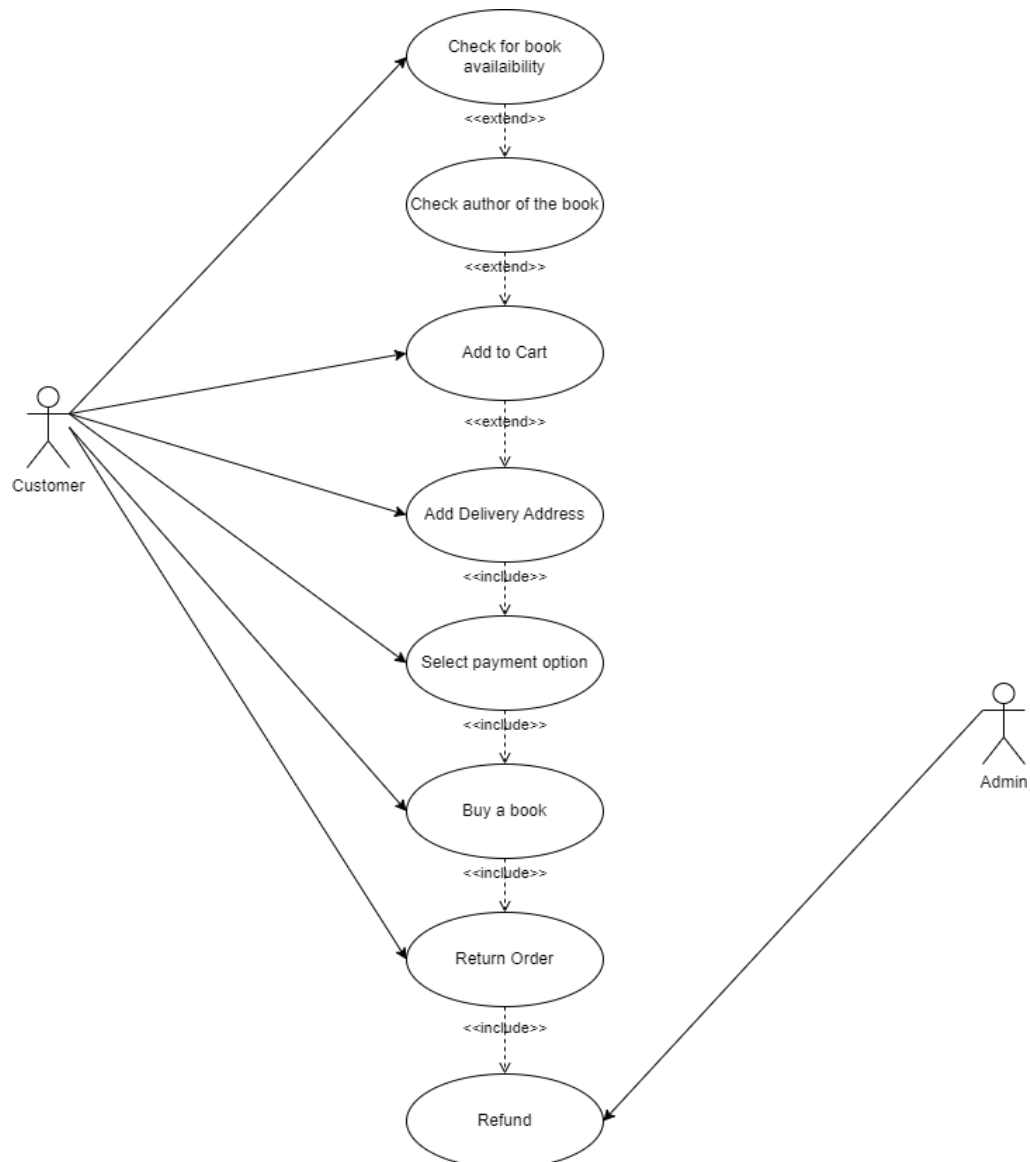 Check for book
availaibility
<<extend>>
Check author of the book
<<extend>>
Add to Cart
<<extend>>
Customer
Add Delivery Address
<<include>>
Select payment option
<<include>>
Admin
Buy a book
<<include>>
Return Order
<<include>>
Refund